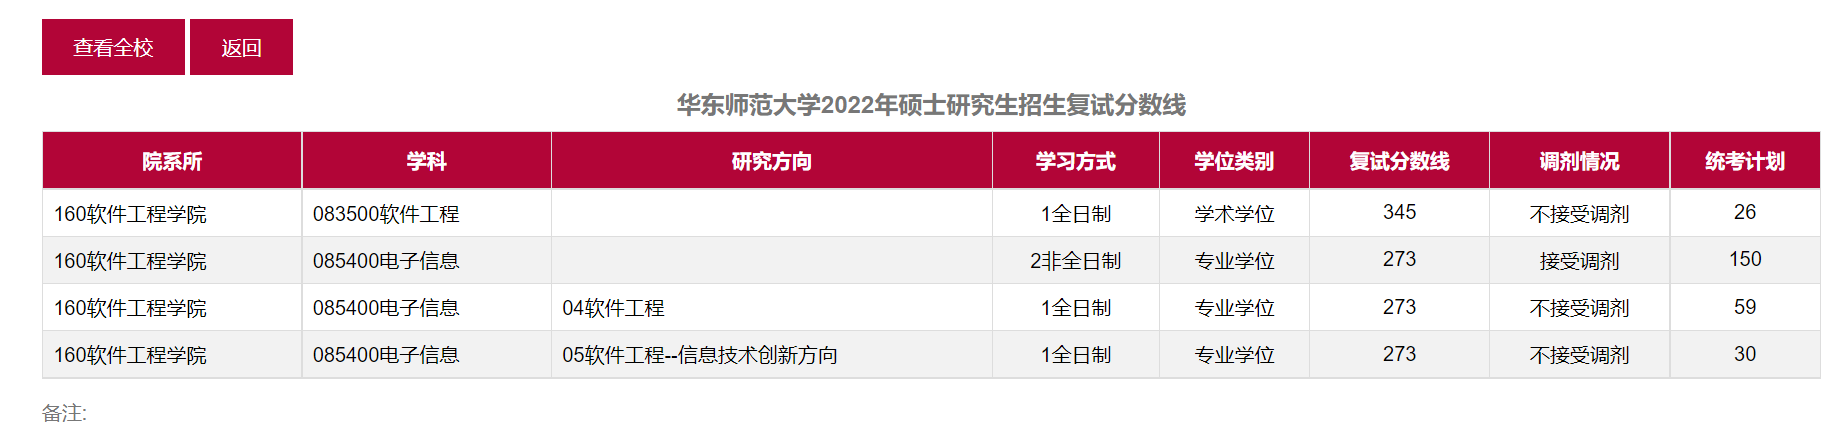 查看全校 返回
华东师范大学2022年硕士研究生招生复试分数线
院系所 学科 研究方向 学习方式 学位类别 复试分数线 调剂情况 统考计划
160软件工程学院 083500软件工程 1全日制 学术学位 345 不接受调剂 26
160软件工程学院 085400电子信息 2非全日制 专业学位 273 接受调剂 150
160软件工程学院 085400电子信息 04软件工程 1全日制 专业学位 273 不接受调剂 59
160软件工程学院 085400电子信息 05软件工程--信息技术创新方向 1全日制 专业学位 273 不接受调剂 30
备注: